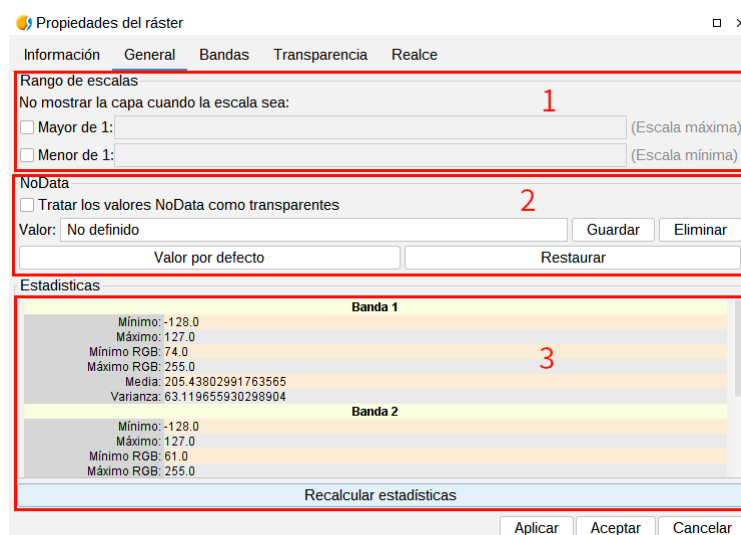 Propiedades del ráster
Información General Bandas Transparencia Realce
Rango de escalas
No mostrar la capa cuando la escala sea:
1
Mayor de 1: (Escala máxima)
Menor de 1: (Escala mínima)
NoData
2
Tratar los valores NoData como transparentes
Valor: No definido Guardar Eliminar
Valor por defecto Restaurar
Estadisticas
Banda 1
Mínimo: -128.0
Máximo: 127.0
Mínimo RGB: 74.0
3
Máximo RGB: 255.0
Media: 205.43802991763565
Varianza: 63.119655930298904
Banda 2
Mínimo: -128.0
Máximo: 127.0
Mínimo RGB: 61.0
Máximo RGB: 255.0
Recalcular estadísticas
Aplicar Aceptar Cancelar